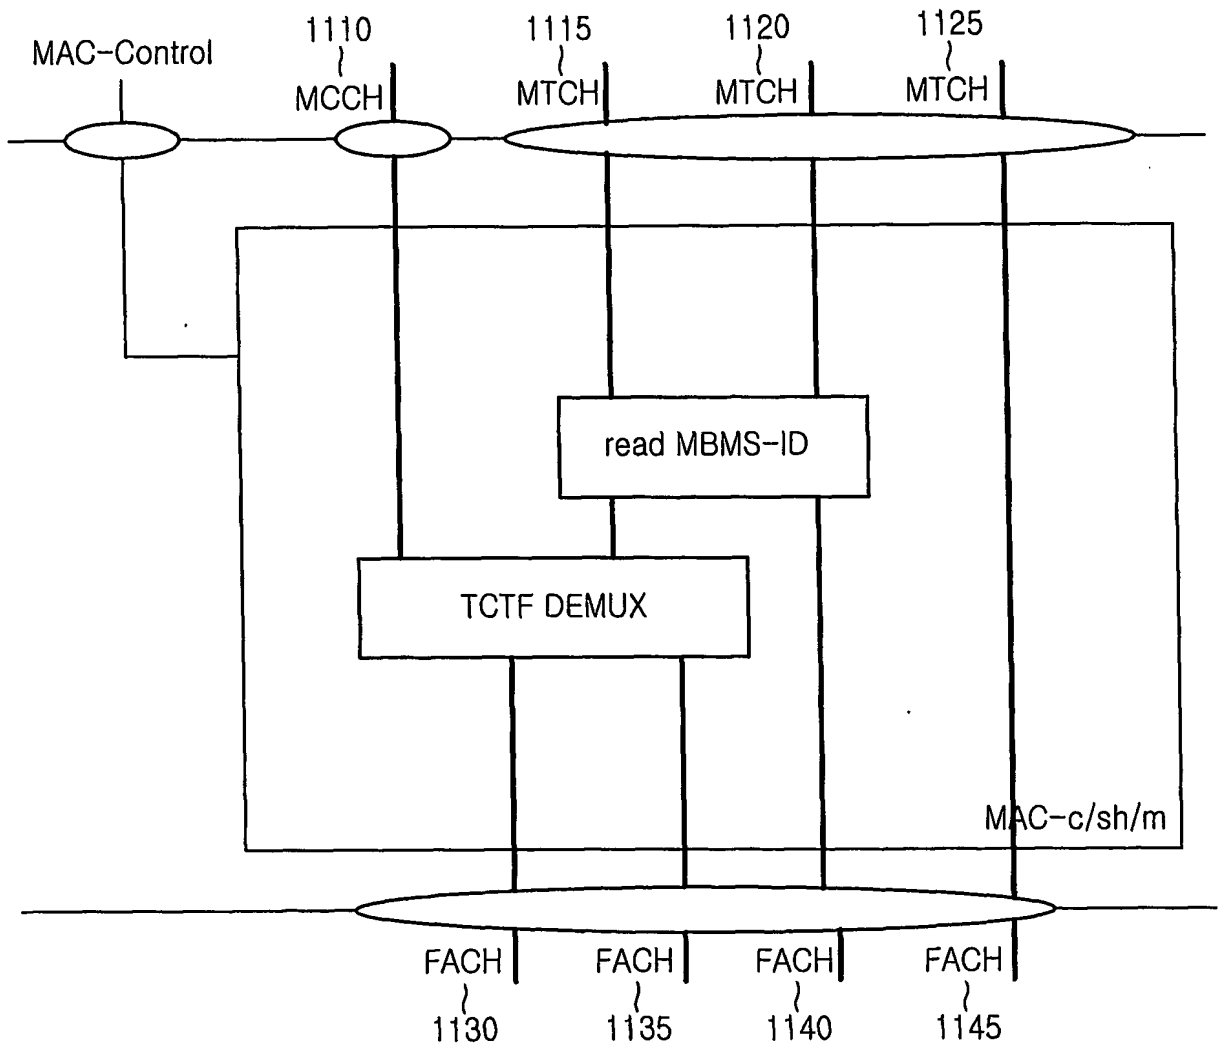 1110
1115
1120
1125
MAC-Control
MCCH
MTCH
MTCH
MTCH
read MBMS-ID
TCTF DEMUX
MAC-c/sh/m
FACH
FACH
FACH
FACH
1130
1135
1140
1145